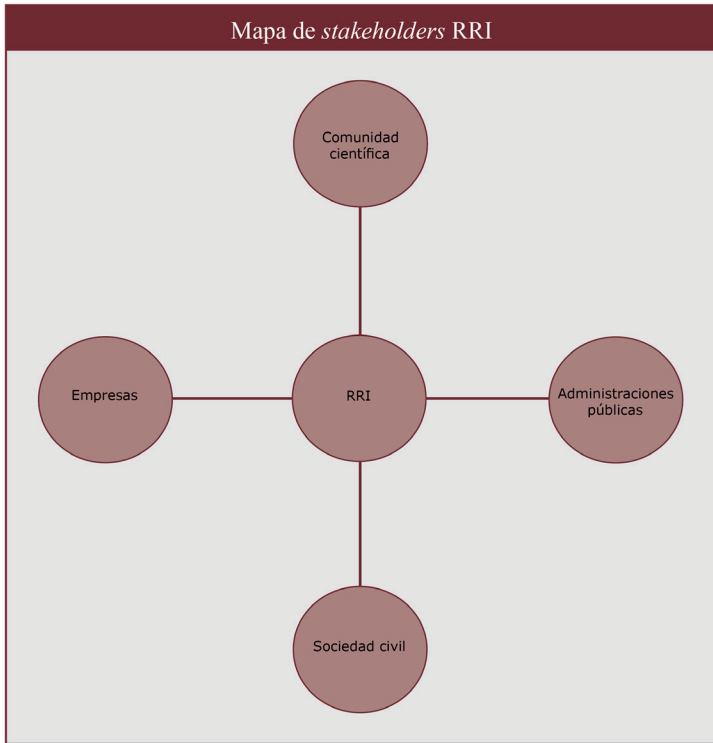 Mapa de stakeholders RRI
Comunidad
científica
Empresas
RRI
Administraciones
públicas
Sociedad civil